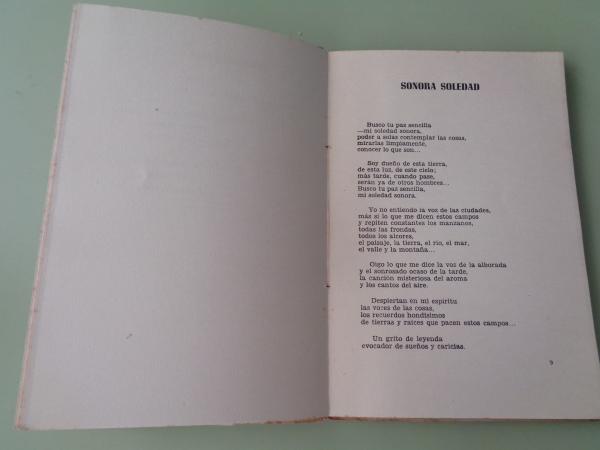 SONORA SOLEDAD
Busco tu paz sencilla
—mi soledad sonora,
poder a solas contemplar las cosas,
mirarlas limpiamente,
conocer lo que son...
Soy dueño de esta tierra,
de esta luz, de este cielo;
más tarde, cuando pase,
serán ya de otros hombres...
Busco tu paz sencilla,
mi soledad sonora.
Yo no entiendo la voz de las ciudades,
más sí lo que me dicen estos campos
y repiten constantes los manzanos,
todas las frondas,
todos los alcores,
el paisaje, la tierra, el río, el mar,
el valle y la montaña...
Oigo lo que me dice la voz de la alborada
y el sonrosado ocaso de la tarde,
la canción misteriosa del aroma
y los cantos del aire.
Despiertan en mi espíritu
las voces de las cosas,
los recuerdos hondísimos
de tierras y raíces que pacen estos campos...
Un grito de leyenda
evocador de sueños y caricias.
9